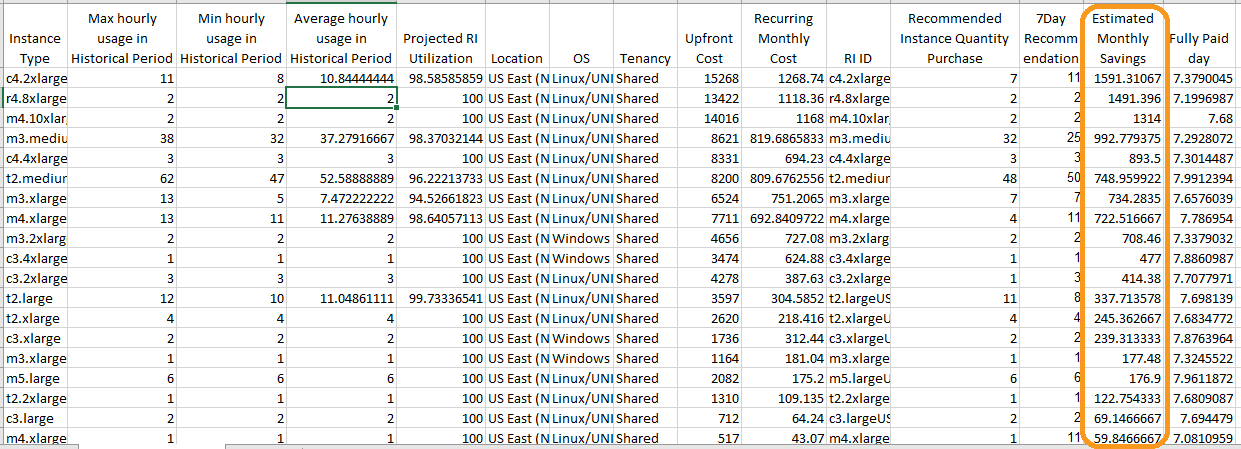 Max hourly Min hourly Average hourly Recurring Recommended 7Day Estimated
Instance usage in usage in usage in Projected RI Upfront Monthly Instance Quantity Recomm Monthly Fully Paid
Type Historical Period Historical Period Historical Period Utilization Location OS Tenancy Cost Cost RI ID Purchase endation Savings day
c4.2xlarge 11 8 10.84444444 98.58585859 US East (N Linux/UNI Shared 15268 1268.74 c4.2xlarge 7 11 1591.31067 7.3790045
r4.8xlarge 2 2 2 100 US East (N Linux/UNI Shared 13422 1118.36 r4.8xlarge 2 2 1491.396 7.1996987
m4.10xlar 2 2 2 100 US East (N Linux/UNI Shared 14016 1168 m4.10xlar 2 2 1314 7.68
m3.mediu 38 32 37.27916667 98.37032144 US East (N Linux/UNI Shared 8621 819.6865833 m3.mediu 32 25 992.779375 7.2928072
c4.4xlarge 3 3 3 100 US East (N Linux/UNI Shared 8331 694.23 c4.4xlarge 3 3 893.5 7.3014487
t2.mediur 62 47 52.58888889 96.22213733 US East (N Linux/UNI Shared 8200 809.6762556 t2.mediur 48 50 748.959922 7.9912394
m3.xlarge 13 5 7.472222222 94.52661823 US East (N Linux/UNI Shared 6524 751.2065 m3.xlarge 7 7 734.2835 7.6576039
m4.xlarge 13 11 11.27638889 98.64057113 US East (N Linux/UNI Shared 7711 692.8409722 m4.xlarge 4 11 722.516667 7.786954
m3.2xlarg 2 2 2 100 US East (N Windows Shared 4656 727.08 m3.2xlarg 2 2 708.46 7.3379032
c3.4xlarge 1 1 1 100 US East (N Windows Shared 3474 624.88 c3.4xlarge 1 1 477 7.8860987
c3.2xlarge 3 3 3 100 US East (N Linux/UNI Shared 4278 387.63 c3.2xlarge 1 3 414.38 7.7077971
t2.large 12 10 11.04861111 99.73336541 US East (N Linux/UNI Shared 3597 304.5852 t2.largeUS 11 8 337.713578 7.698139
t2.xlarge 4 4 4 100 US East (N Linux/UNI Shared 2620 218.416 t2.xlargeU 4 4 245.362667 7.6834772
c3.xlarge 2 2 2 100 US East (N Windows Shared 1736 312.44 c3.xlargeU 2 2 239.313333 7.8763964
m3.xlarge 1 1 1 100 US East (N Windows Shared 1164 181.04 m3.xlarge 1 1 177.48 7.3245522
m5.large 6 6 6 100 US East (N Linux/UNI Shared 2082 175.2 m5.largeU 6 6 176.9 7.9611872
t2.2xlarge 1 1 1 100 US East (N Linux/UNI Shared 1310 109.135 t2.2xlarge 1 1 122.754333 7.6809087
c3.large 2 2 2 100 US East (N Linux/UNI Shared 712 64.24 c3.largeUS 2 2 69.1466667 7.694479
m4.xlarge 1 1 1 100 US East (N Linux/UNI Shared 517 43.07 m4.xlarge 1 11 59.8466667 7.0810959